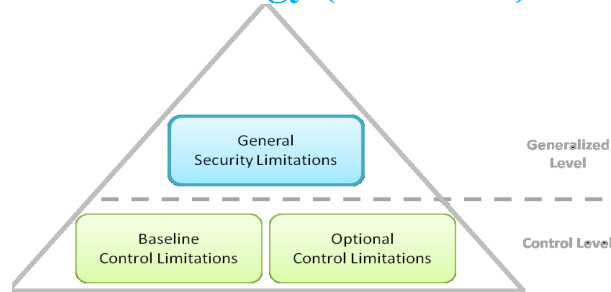 General
Security Limitations
Generalized
Level
Baseline
Control Limitations
Optional
Control Limitations
Control Level